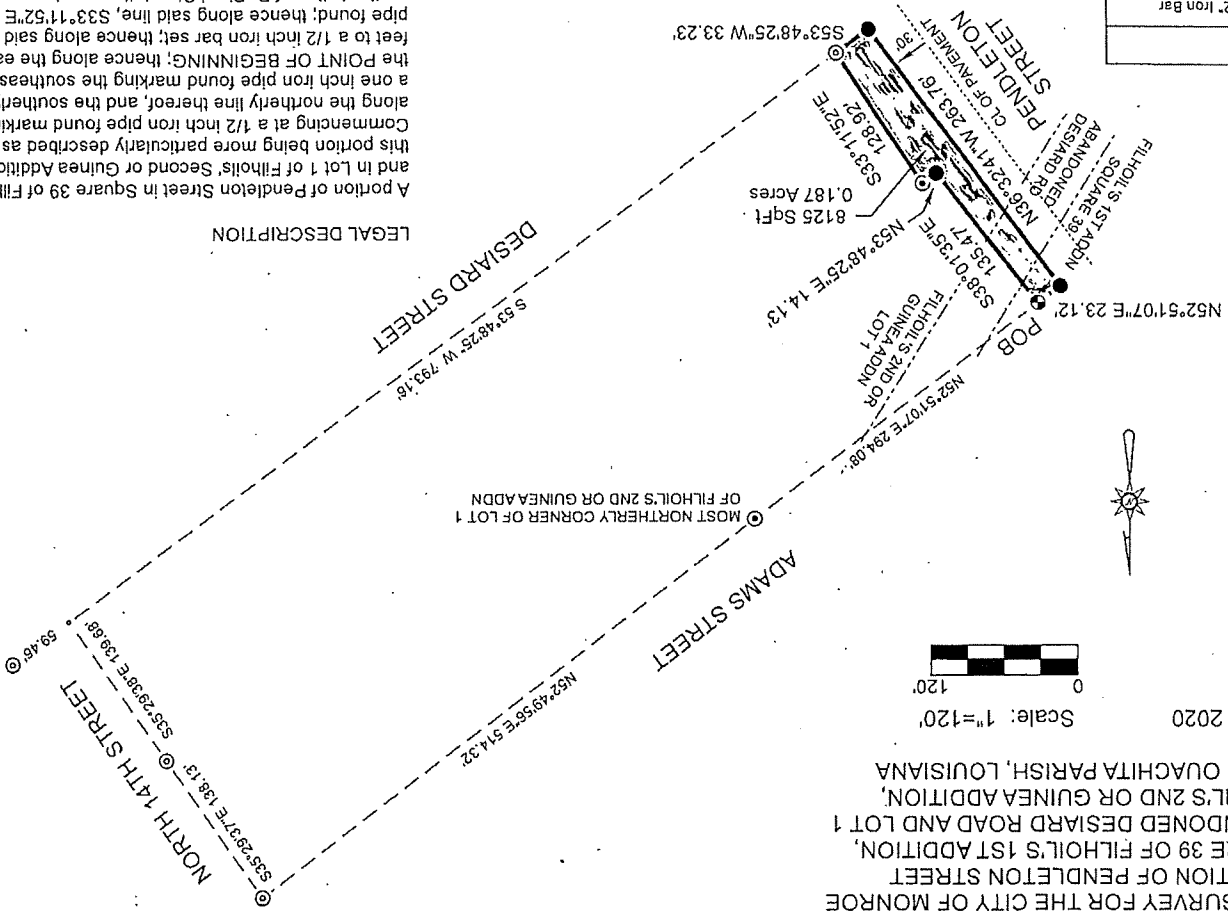 SURVEY FOR THE CITY OF MONROE
TION OF PENDLETON STREET
E 39 OF FILHOIL'S 1ST ADDITION,
NDONED DESIARD ROAD AND LOT 1
IL'S 2ND OR GUINEA ADDITION,
OUACHITA PARISH, LOUISIANA
2020
Scale: 1"=120'
0
120'
N
NORTH 14TH STREET
S35°29'37"E 138.13'
S35°29'38"E 139.68'
59.46'
N52°49'56"E 514.32'
ADAMS STREET
MOST NORTHERLY CORNER OF LOT 1
OF FILHOIL'S 2ND OR GUINEA ADDN
N52°51'07"E 294.08'
POB
N52°51'07"E 23.12'
FILHOIL'S 2ND OR
GUINEA ADDN
LOT 1
FILHOIL'S 1ST ADDN
SQUARE 39
ABANDONED
DESIARD RD
S38°01'35"E
135.47'
N53°48'25"E 14.13'
N36°32'41"W 263.76'
8125 SqFt
0.187 Acres
S33°11'52"E
128.92'
CL OF PAVEMENT
30'
PENDLETON
STREET
S53°48'25"W 33.23'
S 53°48'25" W 793.16'
DESIARD STREET
LEGAL DESCRIPTION
A portion of Pendleton Street in Square 39 of Fil
and in Lot 1 of Filhoils' Second or Guinea Additio
this portion being more particularly described as
Commencing at a 1/2 inch iron pipe found markin
along the northerly line thereof, and the southerl
a one inch iron pipe found marking the southeas
the POINT OF BEGINNING; thence along the ea
feet to a 1/2 inch iron bar set; thence along said
pipe found; thence along said line, S33°11'52"E
2" Iron Bar